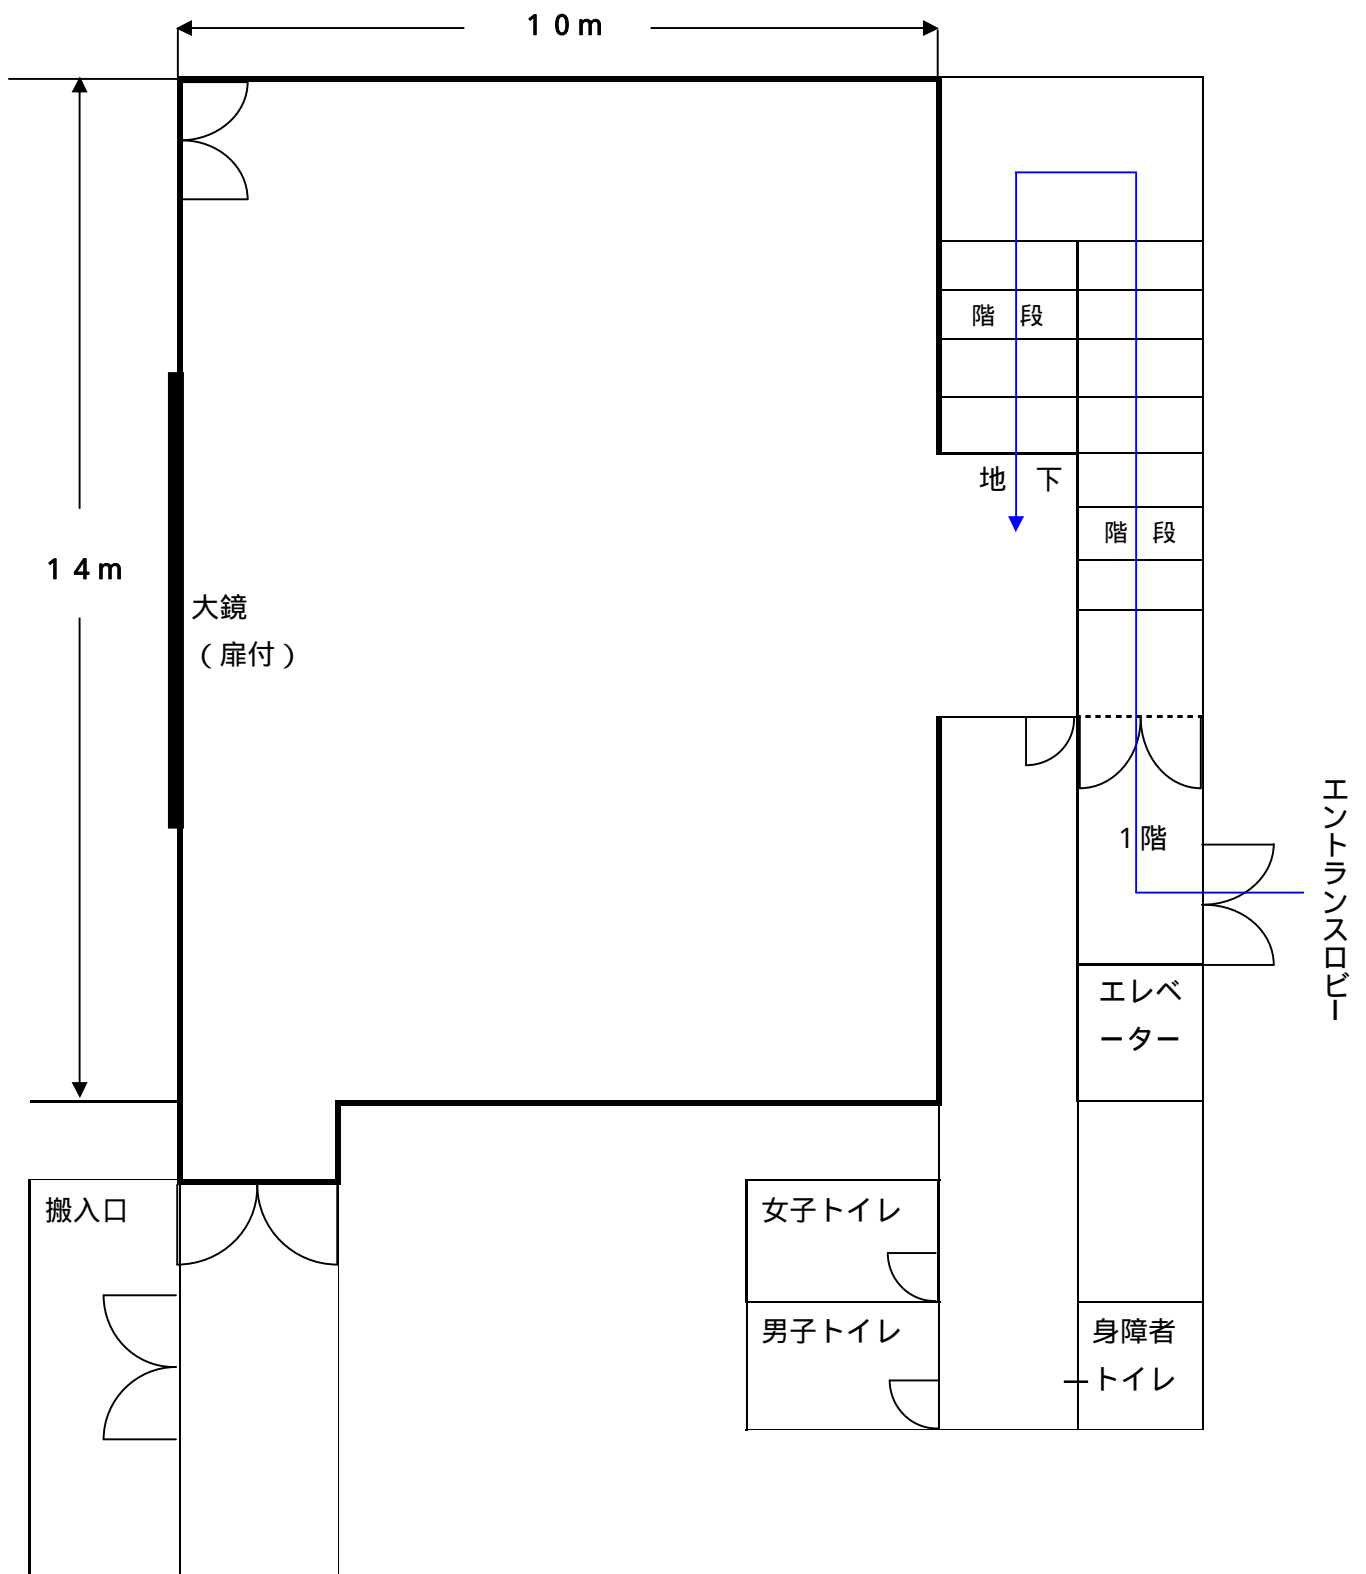 １０ｍ
階　段
地　下
階　段
１４ｍ
大鏡
（扉付）
１階
エントランスロビー
エレベ
ーター
搬入口
女子トイレ
男子トイレ
身障者
トイレ